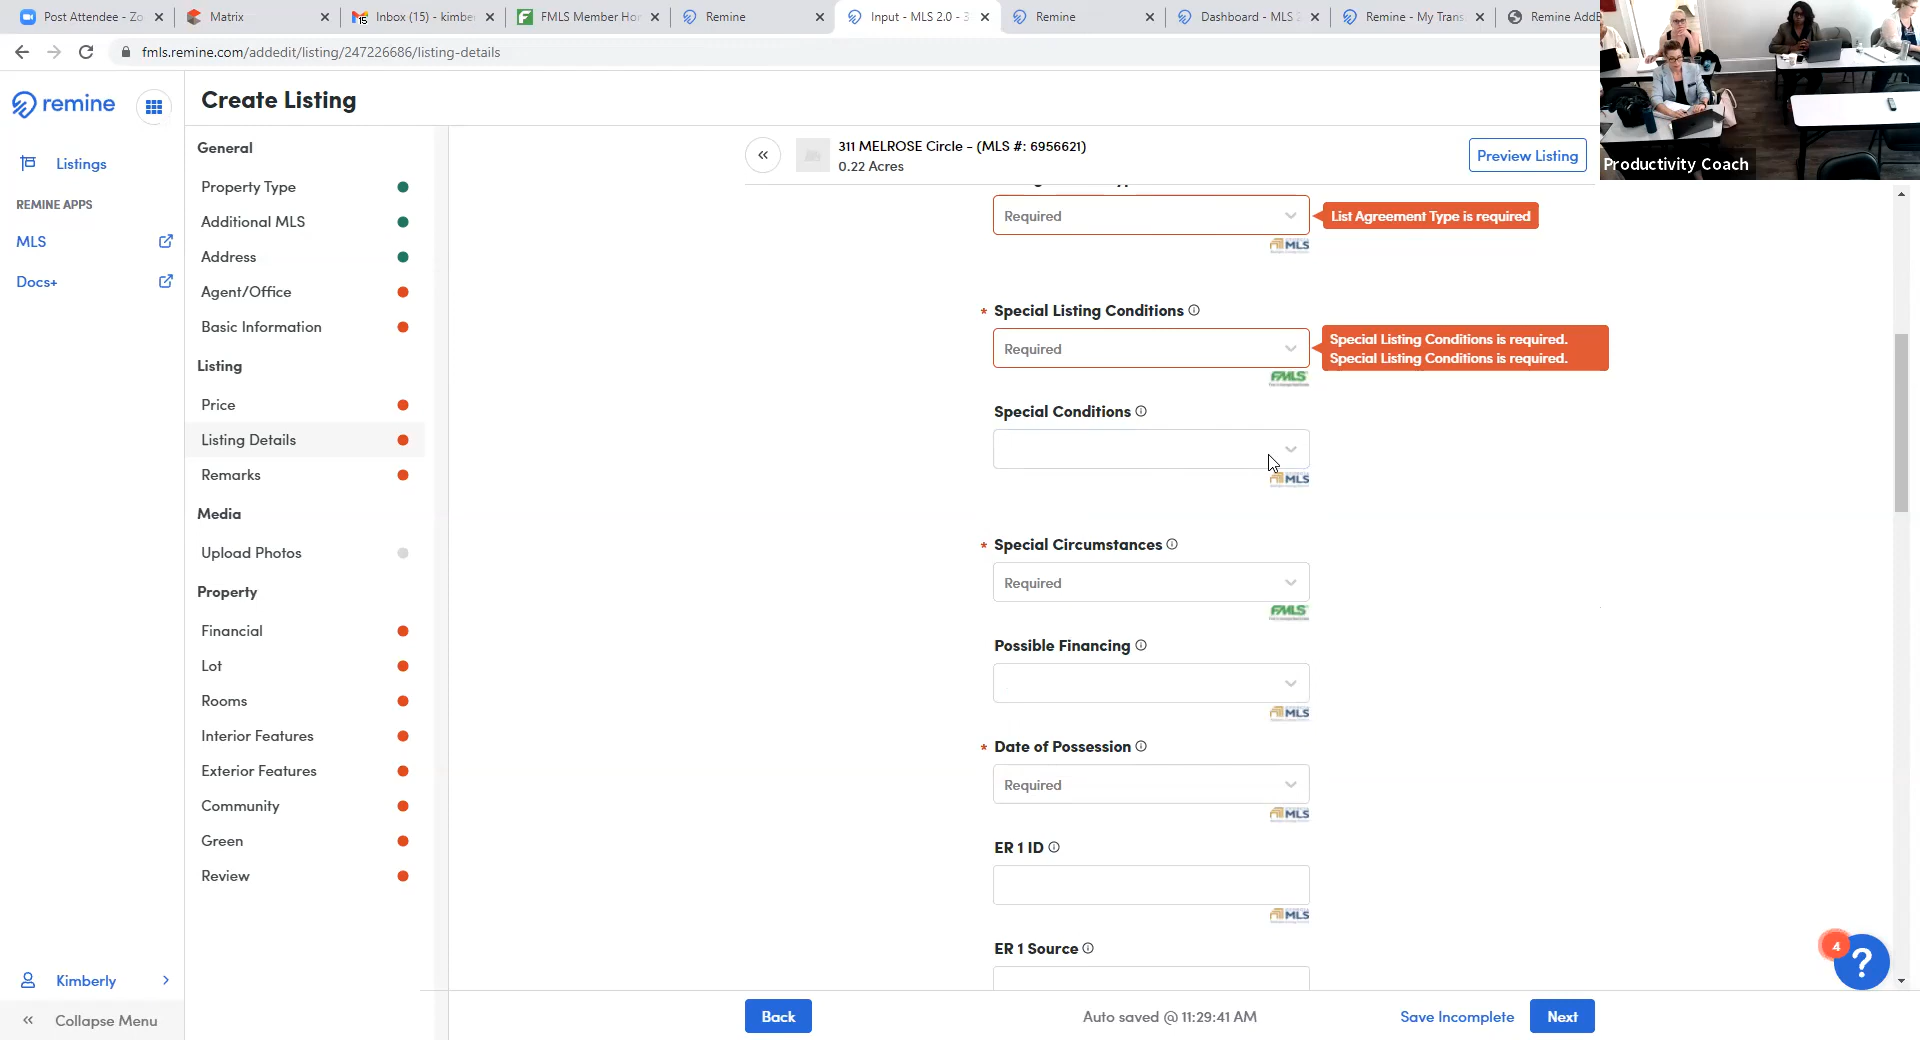 Post Attendee - Zo
Matrix
Inbox (15) - kimbe
FMLS Member Ho
Remine
Input - MLS 2.0 - 3
Remine
Dashboard - MLS 2
Remine - My Trans
Remine AddE
fmls.remine.com/addedit/listing/247226686/listing-details
remine
Listings
REMINE APPS
MLS
Docs+
Kimberly
Collapse Menu
Create Listing
General
Property Type
Additional MLS
Address
Agent/Office
Basic Information
Listing
Price
Listing Details
Remarks
Media
Upload Photos
Property
Financial
Lot
Rooms
Interior Features
Exterior Features
Community
Green
Review
311 MELROSE Circle - (MLS #: 6956621)
0.22 Acres
Preview Listing
Productivity Coach
Required
List Agreement Type is required
MLS
* Special Listing Conditions
Required
Special Listing Conditions is required.
Special Listing Conditions is required.
FMLS
Special Conditions
MLS
* Special Circumstances
Required
FMLS
Possible Financing
MLS
* Date of Possession
Required
MLS
ER 1 ID
MLS
ER 1 Source
4
?
Back
Auto saved @ 11:29:41 AM
Save Incomplete
Next